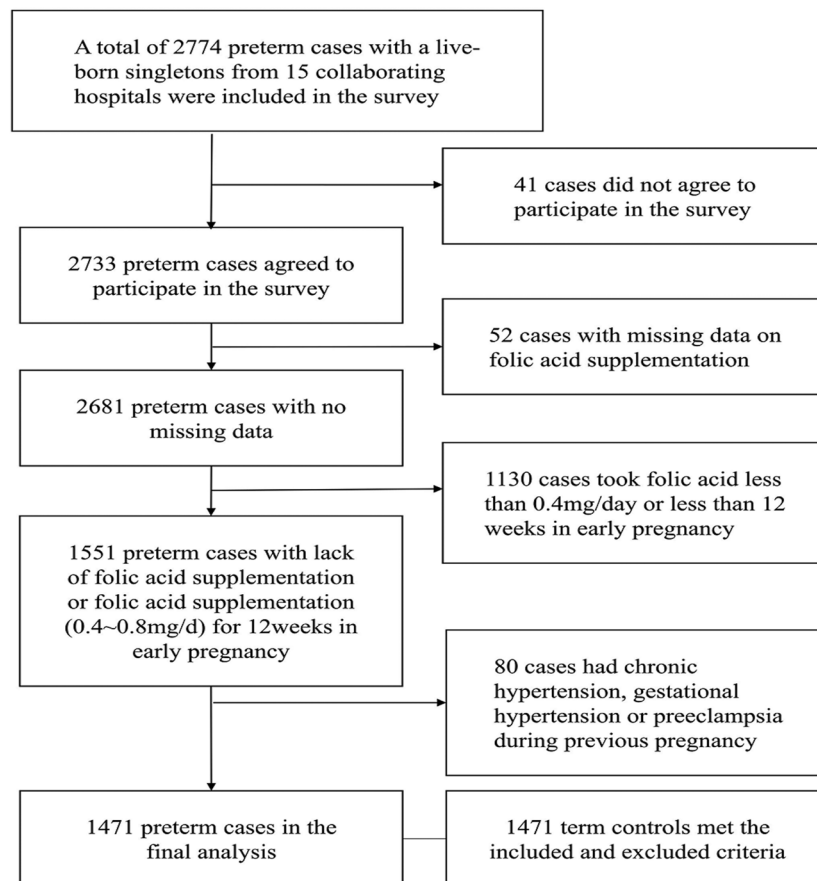 A total of 2774 preterm cases with a live-
born singletons from 15 collaborating
hospitals were included in the survey
41 cases did not agree to
participate in the survey
2733 preterm cases agreed to
participate in the survey
52 cases with missing data on
folic acid supplementation
2681 preterm cases with no
missing data
1130 cases took folic acid less
than 0.4mg/day or less than 12
weeks in early pregnancy
1551 preterm cases with lack
of folic acid supplementation
or folic acid supplementation
(0.4~0.8mg/d) for 12weeks in
early pregnancy
80 cases had chronic
hypertension, gestational
hypertension or preeclampsia
during previous pregnancy
1471 preterm cases in the
final analysis
1471 term controls met the
included and excluded criteria